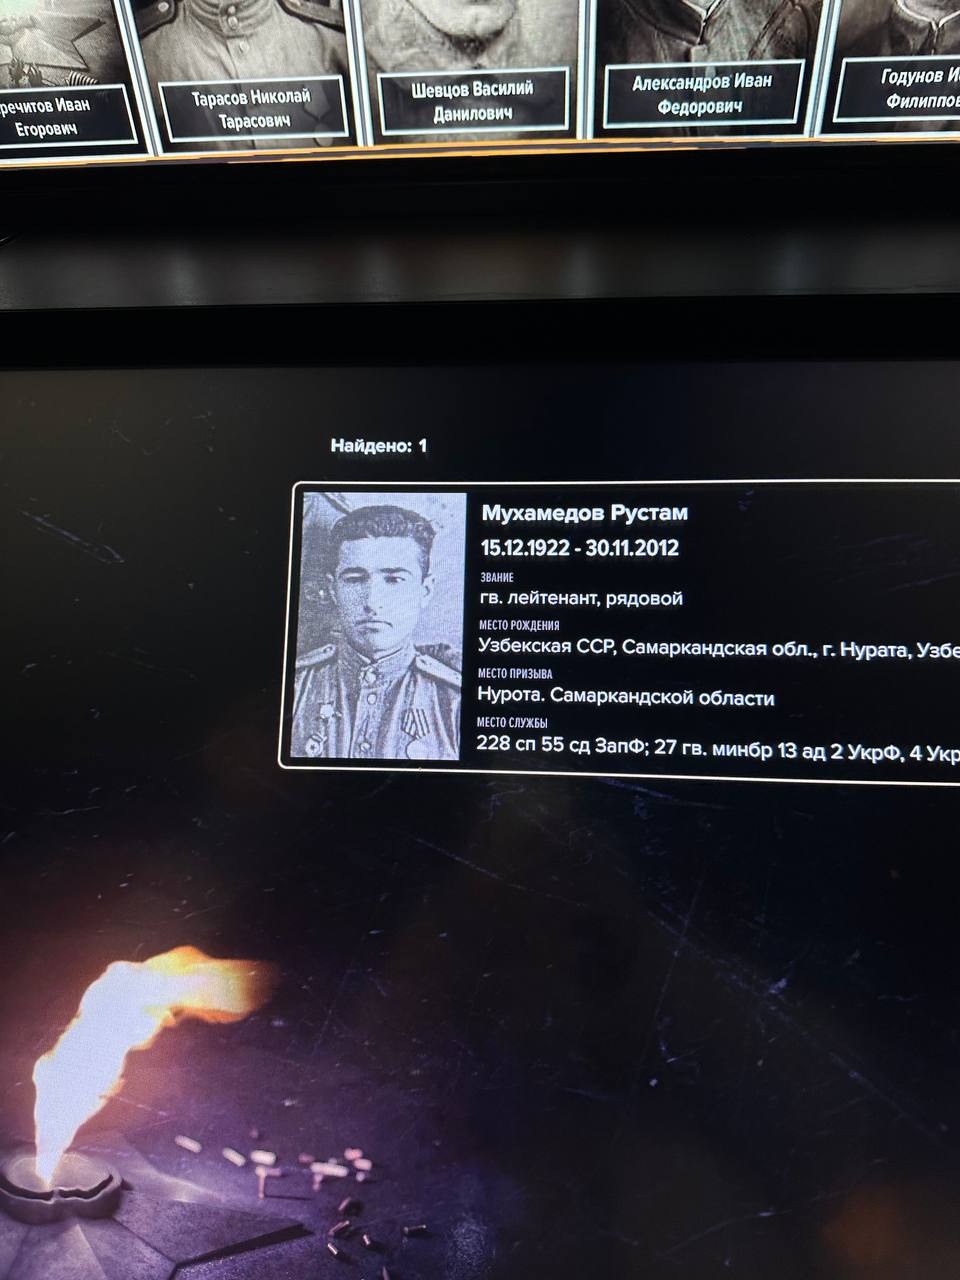 Иван
Егорович
Тарасов Николай
Тарасович
Шевцов Василий
Данилович
Александров Иван
Федорович
Годунов
Найдено: 1
Мухамедов Рустам
15.12.1922 - 30.11.2012
ЗВАНИЕ
гв. лейтенант, рядовой
МЕСТО РОЖДЕНИЯ
Узбекская ССР, Самаркандская обл., г. Нурата, Узбе
МЕСТО ПРИЗЫВА
Нурота. Самаркандской области
МЕСТО СЛУЖБЫ
228 сп 55 сд ЗапФ; 27 гв. минбр 13 ад 2 УкрФ, 4 Укр